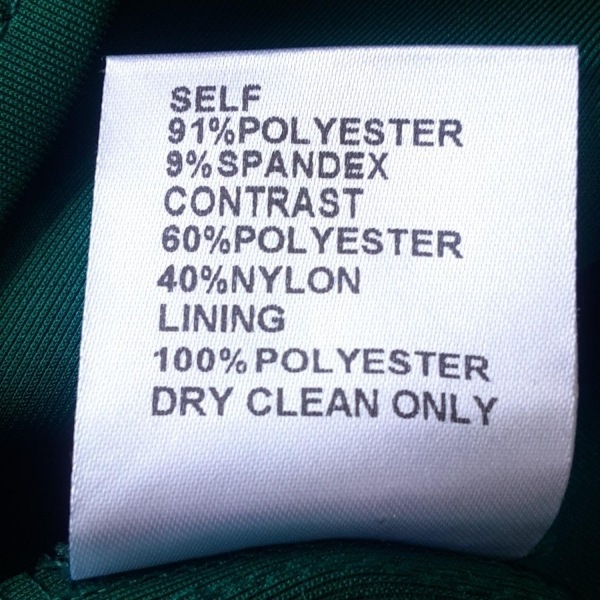 SELF
91%POLYESTER
9%SPANDEX
CONTRAST
60%POLYESTER
40%NYLON
LINING
100%POLYESTER
DRY CLEAN ONLY